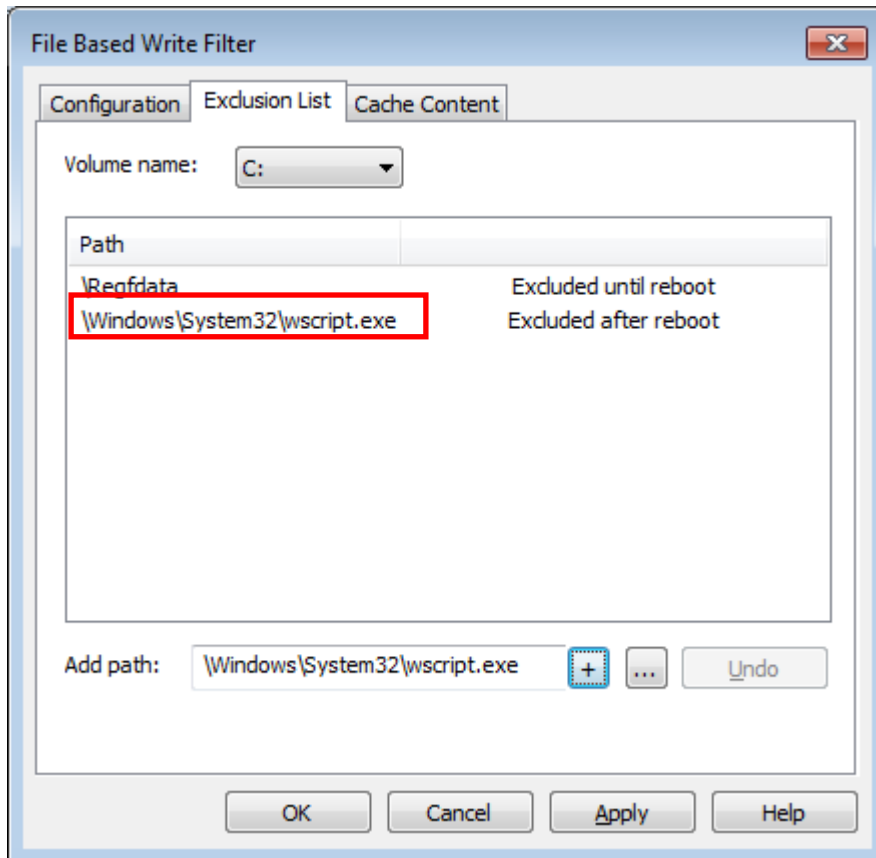 File Based Write Filter
Configuration Exclusion List Cache Content
Volume name: C:
Path
\Regfdata Excluded until reboot
\Windows\System32\wscript.exe Excluded after reboot
Add path: \Windows\System32\wscript.exe + ... Undo
OK Cancel Apply Help